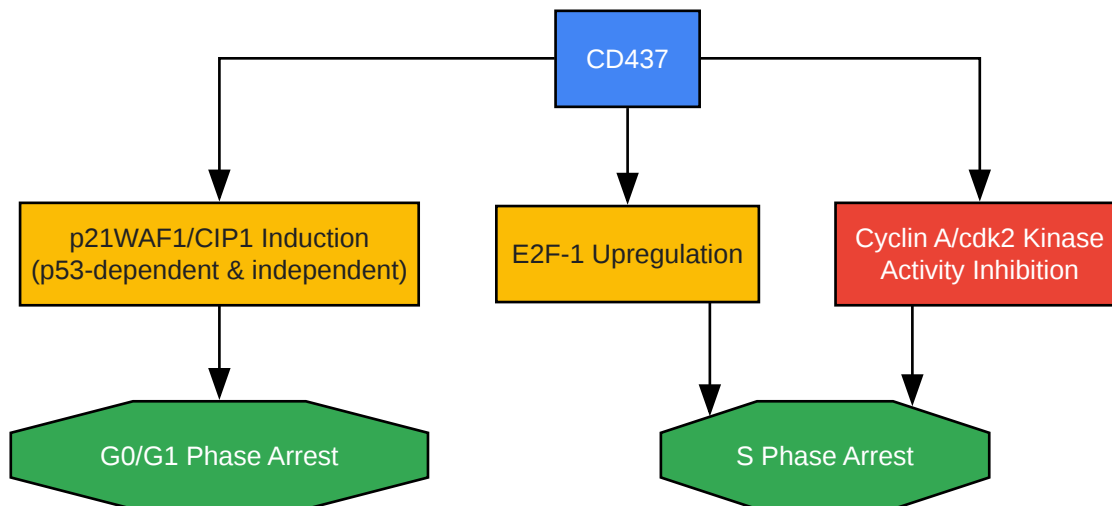 CD437
p21WAF1/CIP1 Induction
(p53-dependent & independent)
E2F-1 Upregulation
Cyclin A/cdk2 Kinase
Activity Inhibition
G0/G1 Phase Arrest
S Phase Arrest